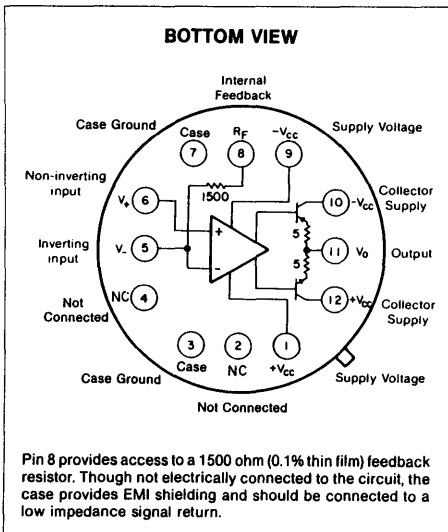 BOTTOM VIEW
Internal
Feedback
Case Ground
Case
RF
-Vcc
Supply Voltage
7
8
9
Non-inverting
input
V+
6
1500
10
-Vcc
Collector
Supply
+
5
Inverting
input
V-
5
11
Vo
Output
-
5
Not
Connected
NC
4
12
+Vcc
Collector
Supply
3
2
1
Case Ground
Case
NC
+Vcc
Supply Voltage
Not Connected
Pin 8 provides access to a 1500 ohm (0.1% thin film) feedback
resistor. Though not electrically connected to the circuit, the
case provides EMI shielding and should be connected to a
low impedance signal return.